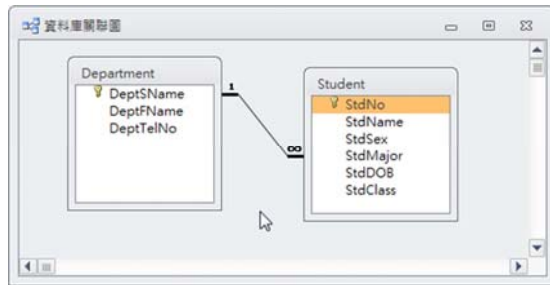 資料庫關聯圖
Department
DeptSName
DeptFName
DeptTelNo
1
∞
Student
StdNo
StdName
StdSex
StdMajor
StdDOB
StdClass